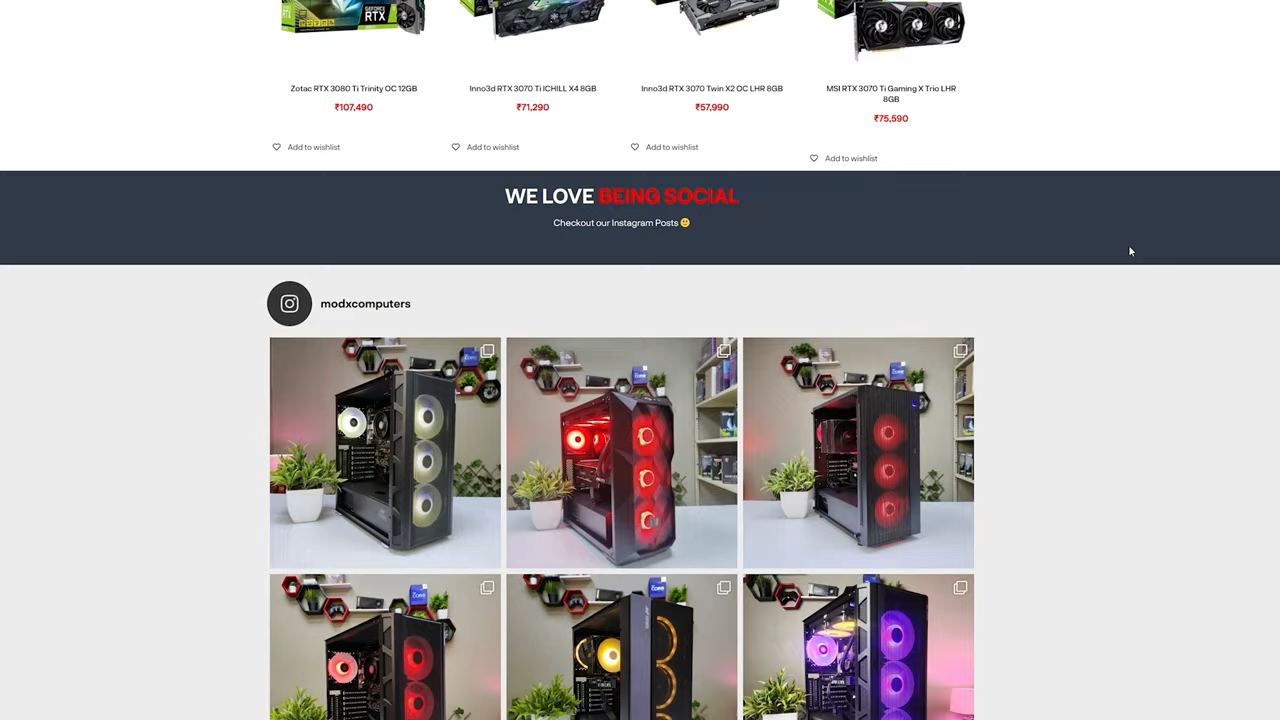 GEFORCE
RTX
Zotac RTX 3080 Ti Trinity OC 12GB
Inno3d RTX 3070 Ti ICHILL X4 8GB
Inno3d RTX 3070 Twin X2 OC LHR 8GB
MSI RTX 3070 Ti Gaming X Trio LHR
8GB
₹107,490
₹71,290
₹57,990
₹75,590
Add to wishlist
Add to wishlist
Add to wishlist
Add to wishlist
WE LOVE BEING SOCIAL
Checkout our Instagram Posts 🙂
modxcomputers